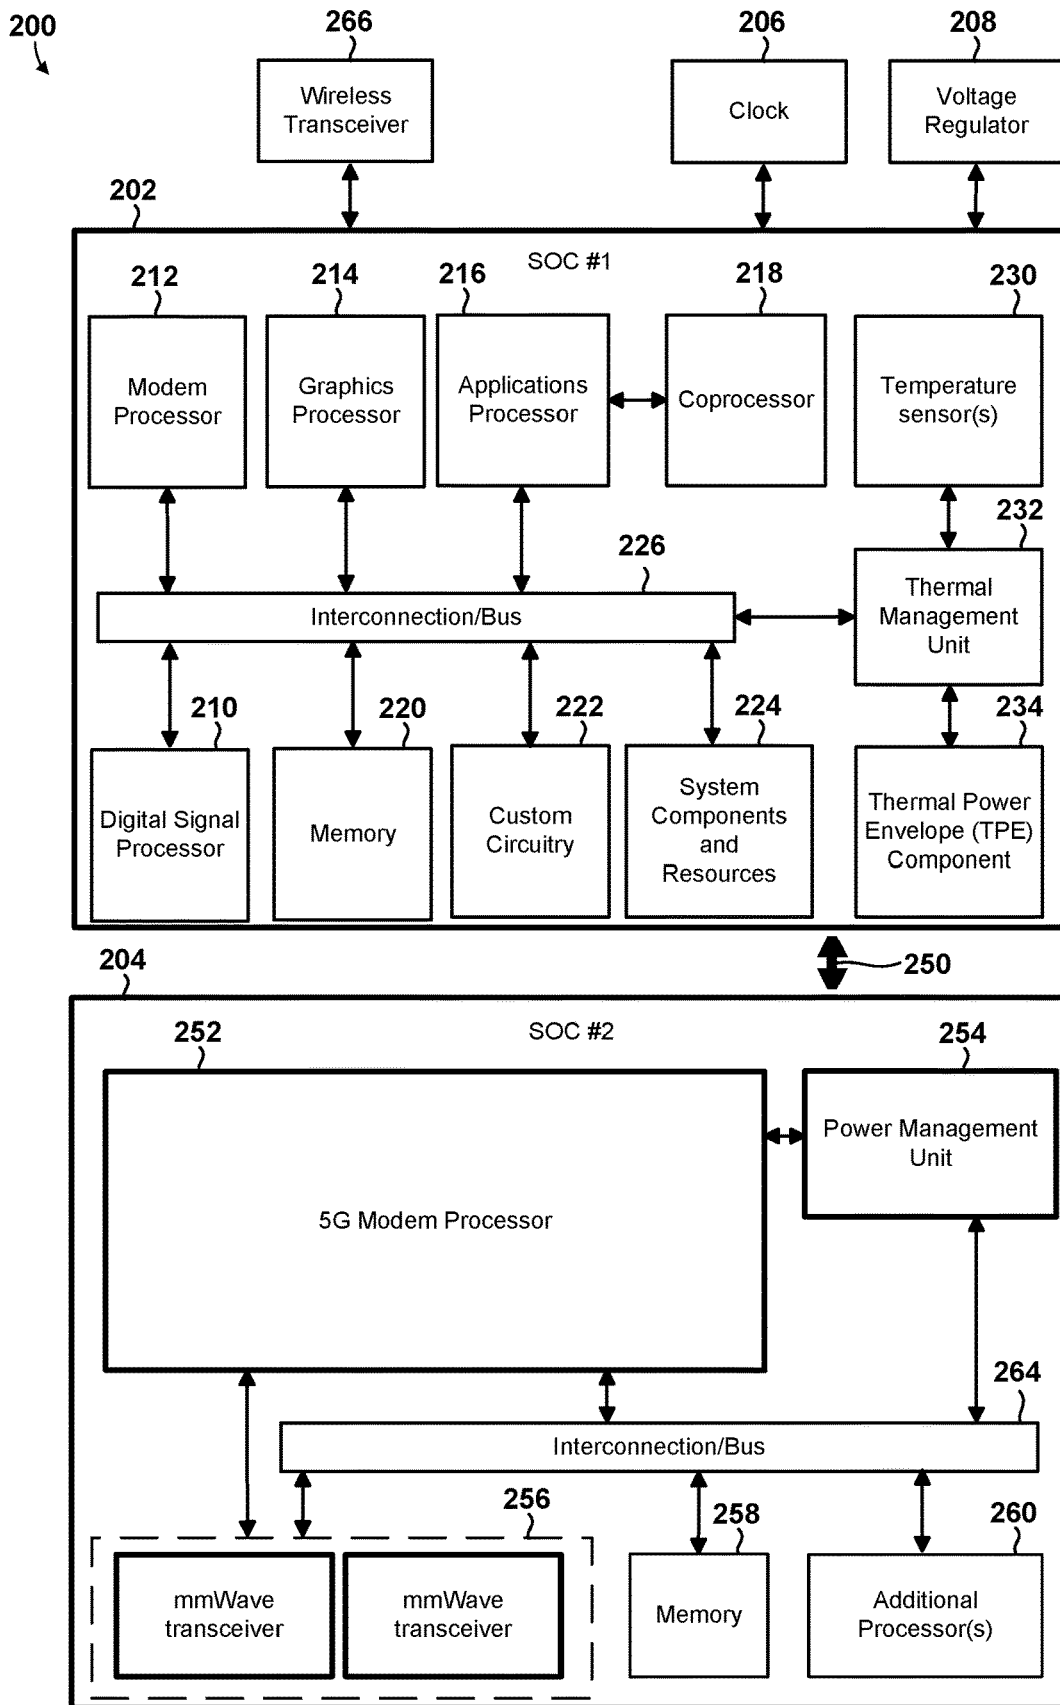 200
266
206
208
Wireless
Transceiver
Clock
Voltage
Regulator
202
SOC #1
212
214
216
218
230
Modem
Processor
Graphics
Processor
Applications
Processor
Coprocessor
Temperature
sensor(s)
232
226
Interconnection/Bus
Thermal
Management
Unit
210
220
222
224
234
Digital Signal
Processor
Memory
Custom
Circuitry
System
Components
and
Resources
Thermal Power
Envelope (TPE)
Component
204
250
SOC #2
252
254
5G Modem Processor
Power Management
Unit
264
Interconnection/Bus
256
258
260
mmWave
transceiver
mmWave
transceiver
Memory
Additional
Processor(s)